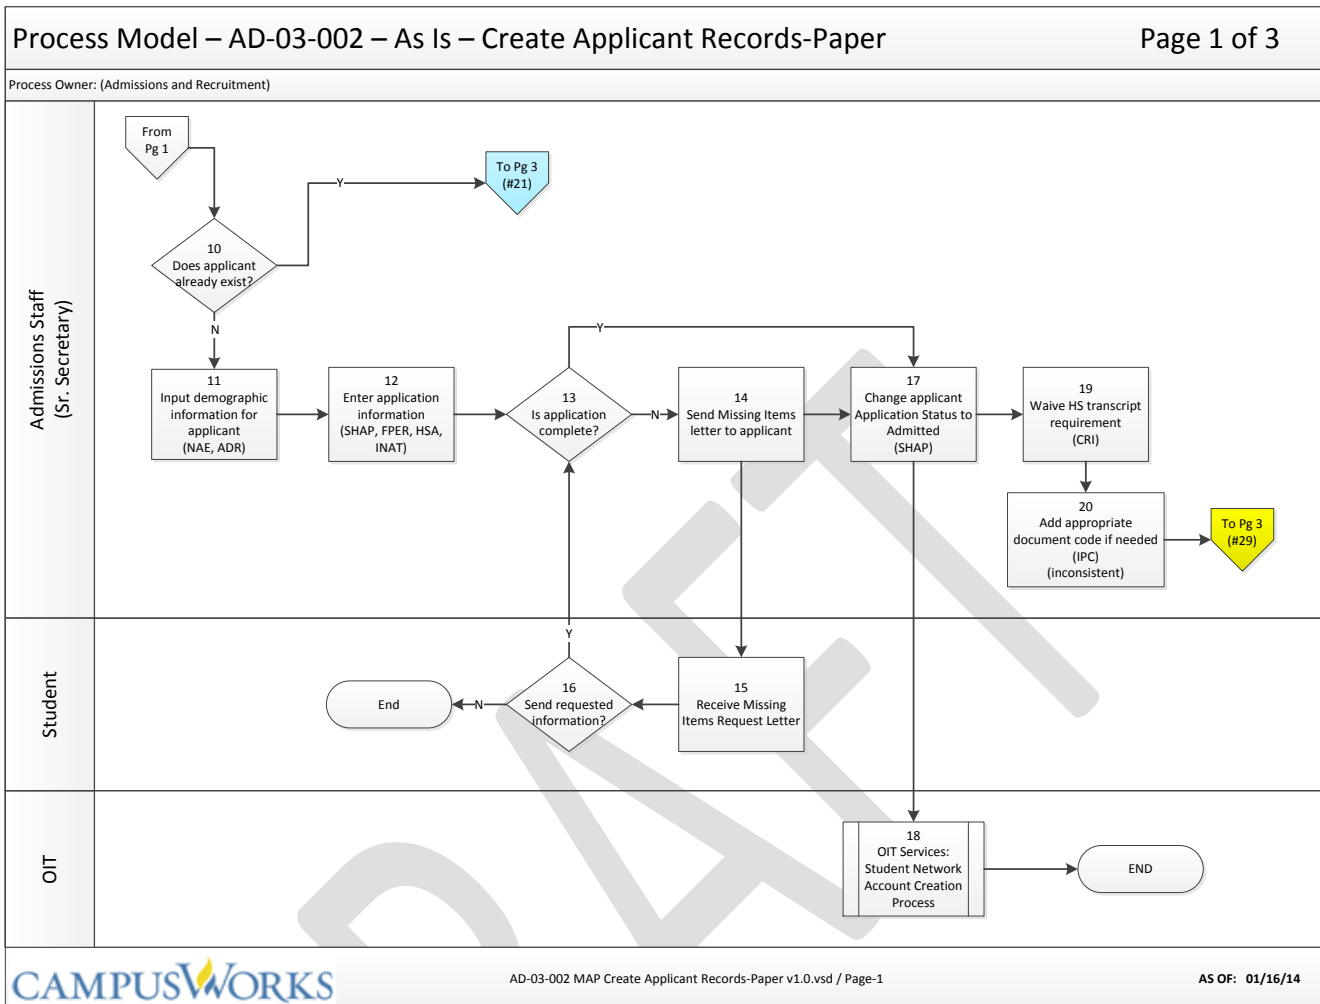 Process Model – AD-03-002 – As Is – Create Applicant Records-Paper
Page 1 of 3
Process Owner: (Admissions and Recruitment)
Admissions Staff
(Sr. Secretary)
From
Pg 1
To Pg 3
(#21)
Y
10
Does applicant
already exist?
N
11
Input demographic
information for
applicant
(NAE, ADR)
12
Enter application
information
(SHAP, FPER, HSA,
INAT)
13
Is application
complete?
Y
N
14
Send Missing Items
letter to applicant
17
Change applicant
Application Status to
Admitted
(SHAP)
19
Waive HS transcript
requirement
(CRI)
20
Add appropriate
document code if needed
(IPC)
(inconsistent)
To Pg 3
(#29)
Student
Y
End
N
16
Send requested
information?
15
Receive Missing
Items Request Letter
OIT
18
OIT Services:
Student Network
Account Creation
Process
END
DRAFT
CAMPUSWORKS
AD-03-002 MAP Create Applicant Records-Paper v1.0.vsd / Page-1
AS OF: 01/16/14